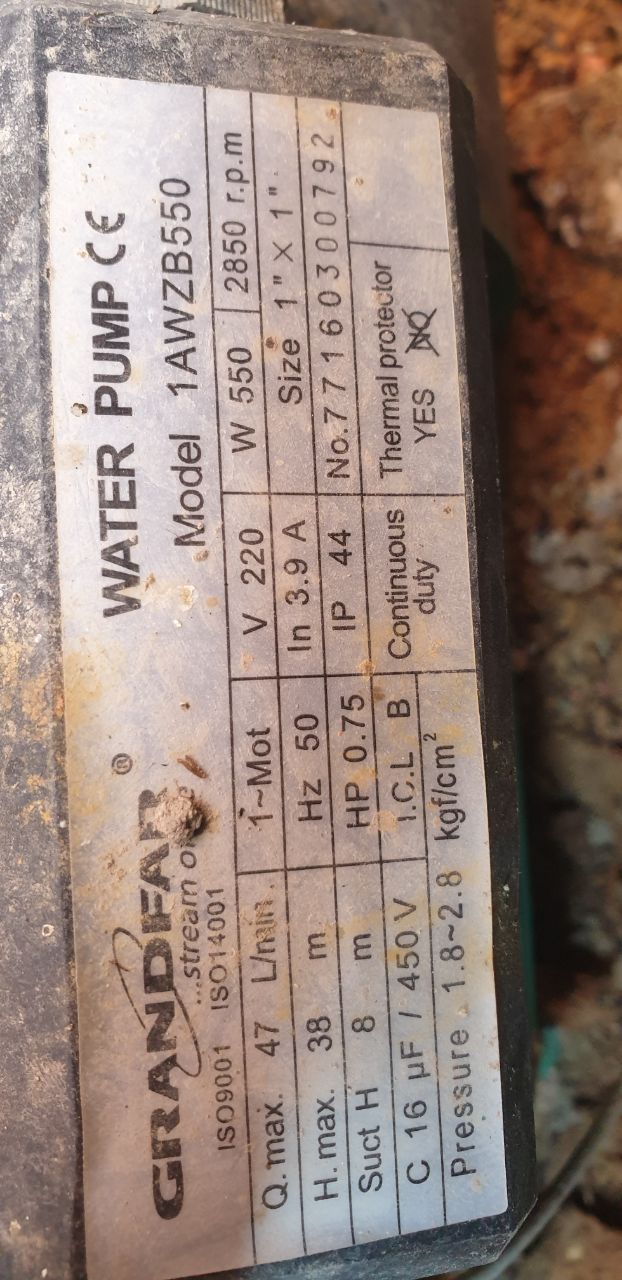 GRANDFAR ® WATER PUMP CE
...stream o
ISO9001 ISO14001 Model 1AWZB550
Q. max. 47 L/min. 1~Mot V 220 W 550 2850 r.p.m
H. max. 38 m Hz 50 In 3.9 A Size 1" × 1".
Suct H 8 m HP 0.75 IP 44 No.77160300792
C 16 µF / 450 V I.C.L B Continuous duty Thermal protector
YES NO
Pressure 1.8~2.8 kgf/cm²